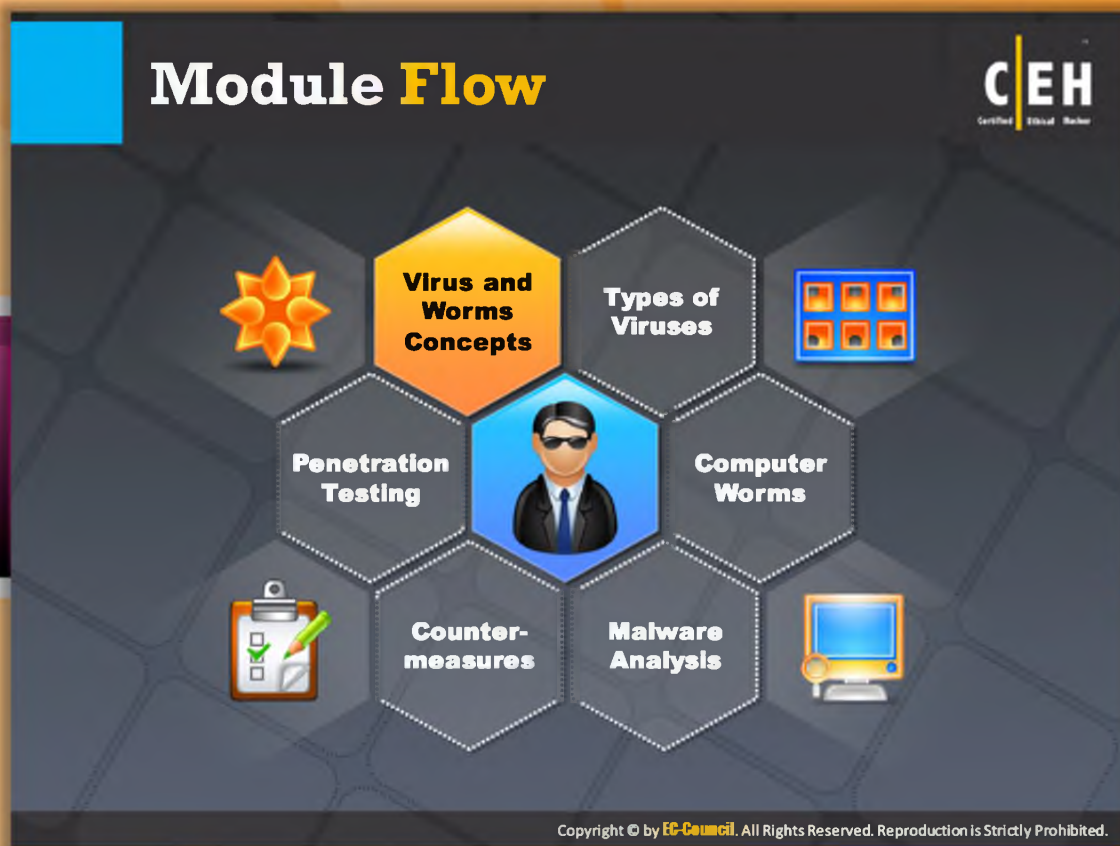 Module Flow
C EH
Certified Ethical Hacker
Virus and
Worms
Concepts
Types of
Viruses
Penetration
Testing
Computer
Worms
Counter-
measures
Malware
Analysis
Copyright © by EC-Council. All Rights Reserved. Reproduction is Strictly Prohibited.